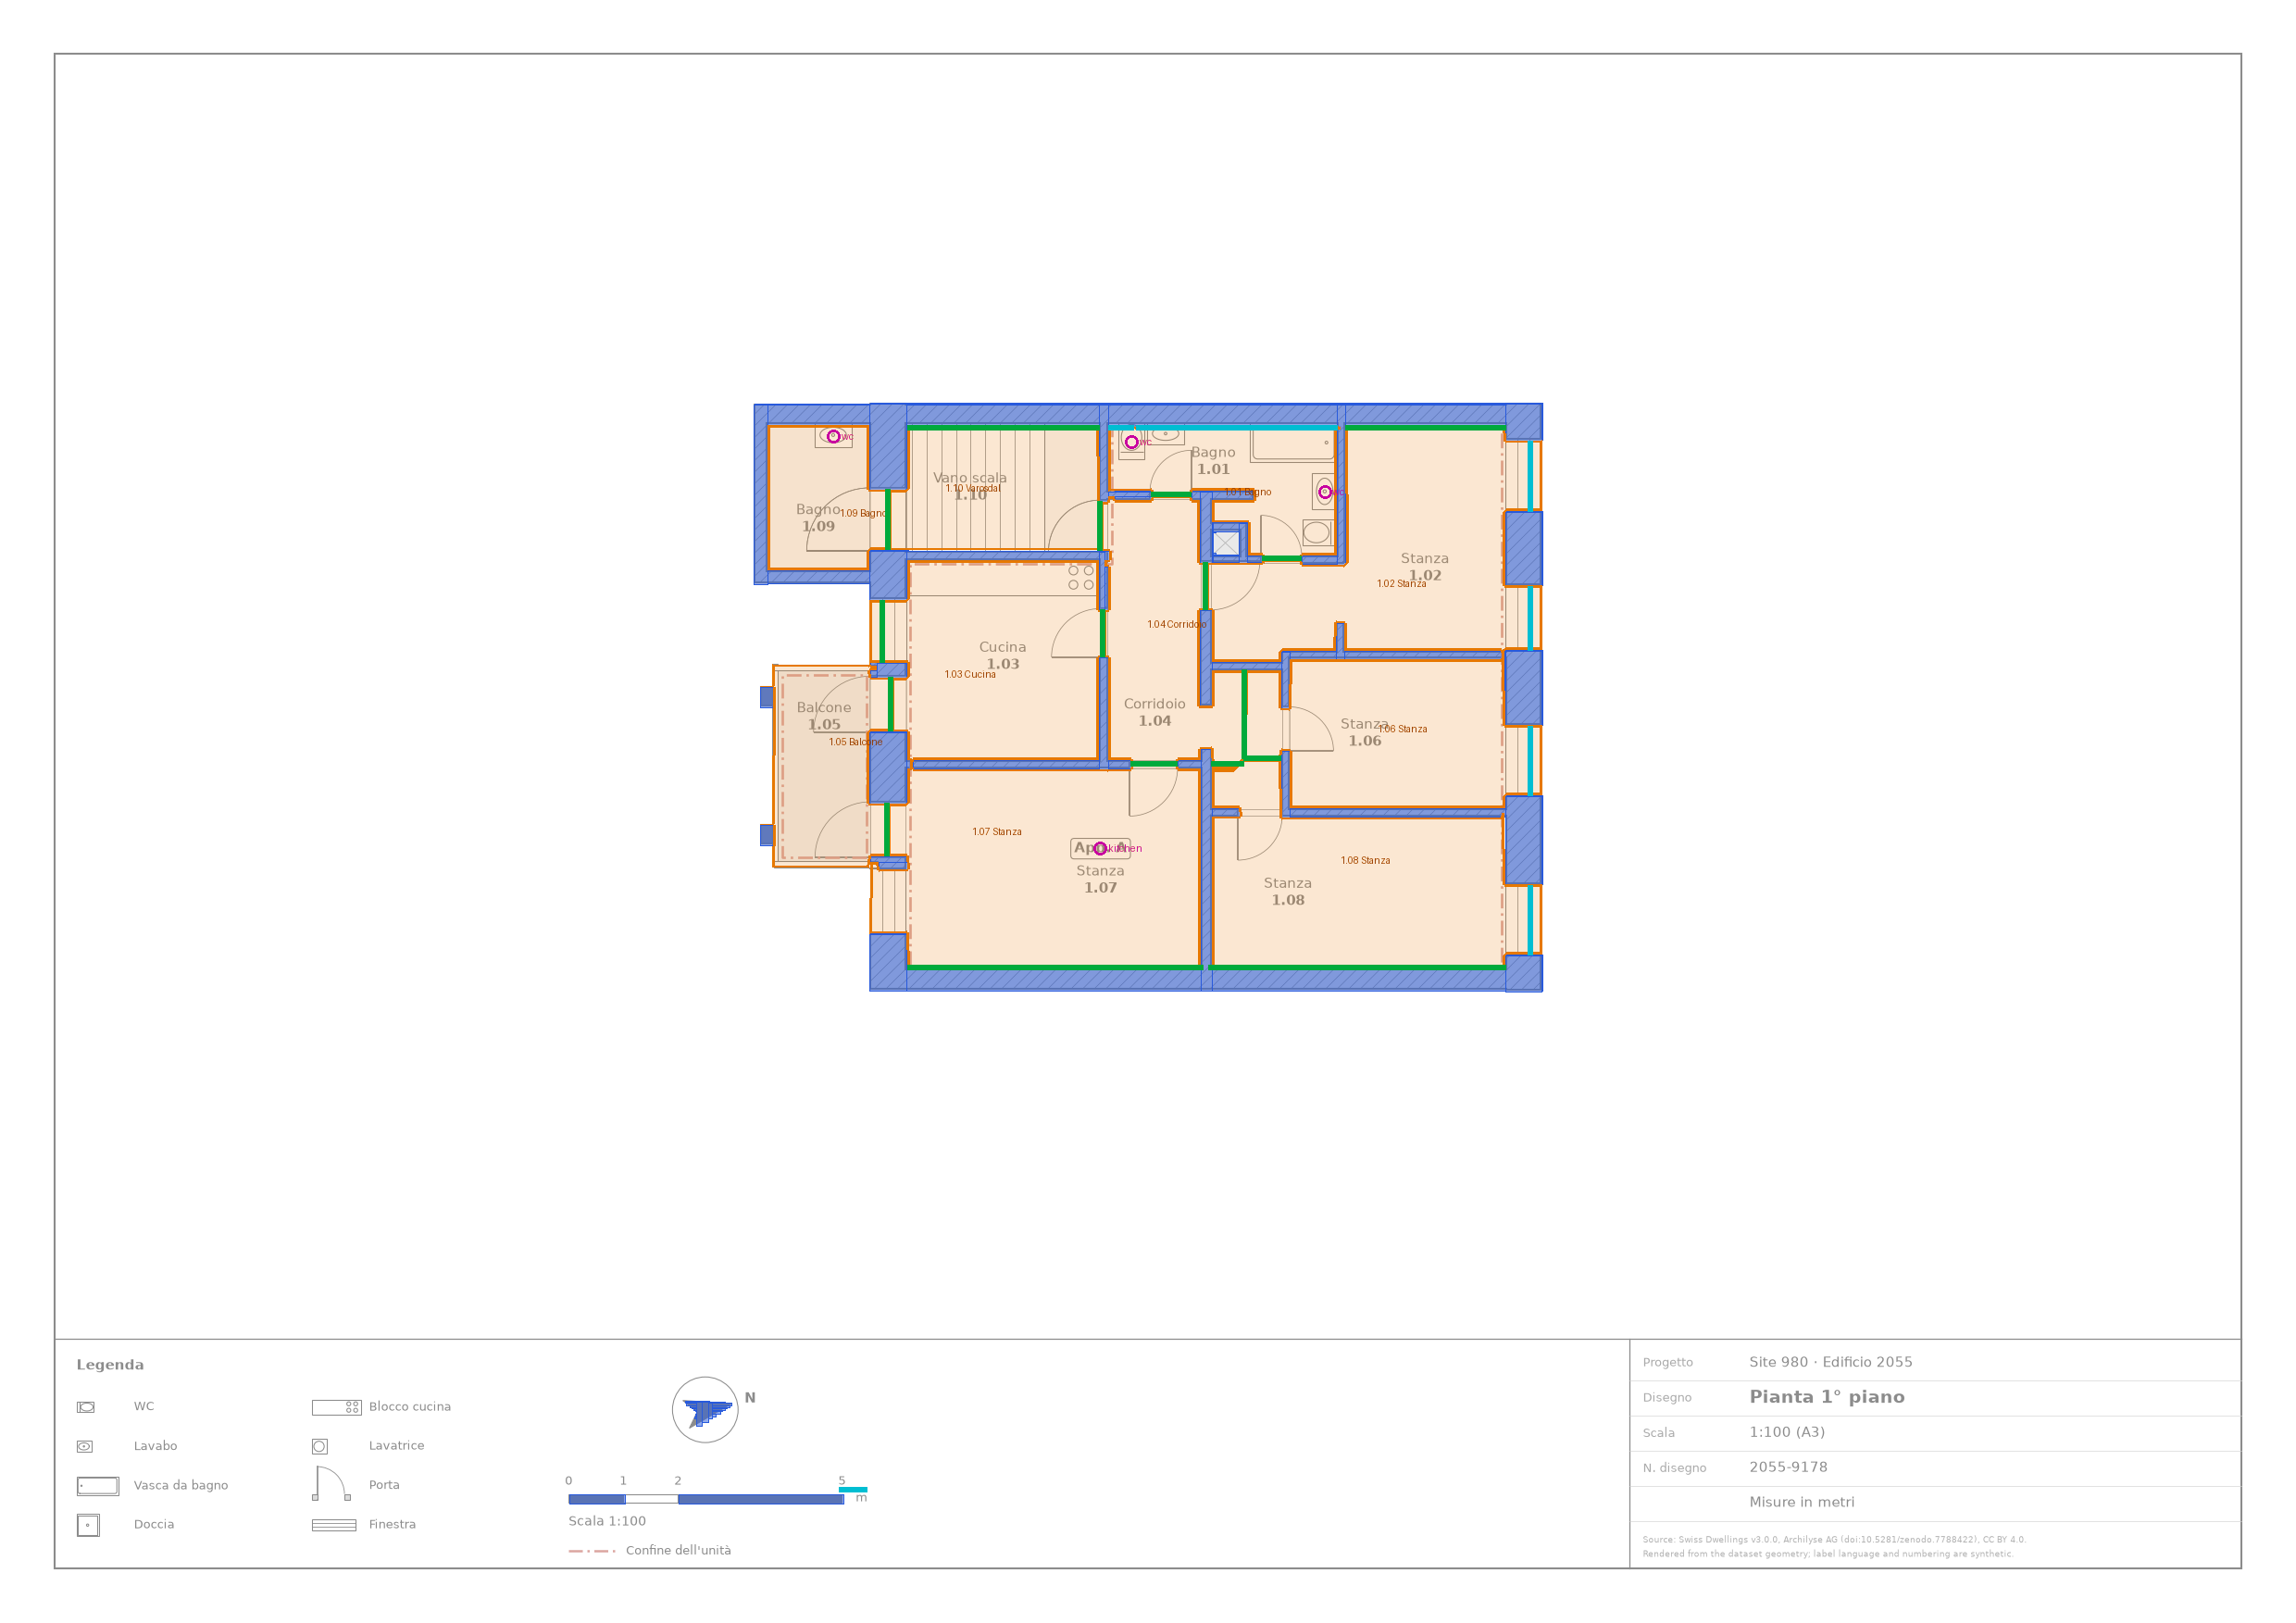 wc
wc
Bagno
1.01
Vano scala
1.10
1.10
1.01 Bagno
wc
Bagno
1.09
1.09 Bagno
Stanza
1.02
1.02 Stanza
1.04 Corridoio
Cucina
1.03
1.03 Cucina
Balcone
1.05
1.05 Balcone
Corridoio
1.04
Stanza
1.06
1.06 Stanza
1.07 Stanza
kitchen
Stanza
1.07
1.08 Stanza
Stanza
1.08
Legenda
WC
Lavabo
Vasca da bagno
Doccia
Blocco cucina
Lavatrice
Porta
Finestra
N
0 1 2 5
m
Scala 1:100
Confine dell'unità
Progetto Site 980 · Edificio 2055
Disegno Pianta 1° piano
Scala 1:100 (A3)
N. disegno 2055-9178
Misure in metri
Source: Swiss Dwellings v3.0.0, Archilyse AG (doi:10.5281/zenodo.7788422), CC BY 4.0.
Rendered from the dataset geometry; label language and numbering are synthetic.